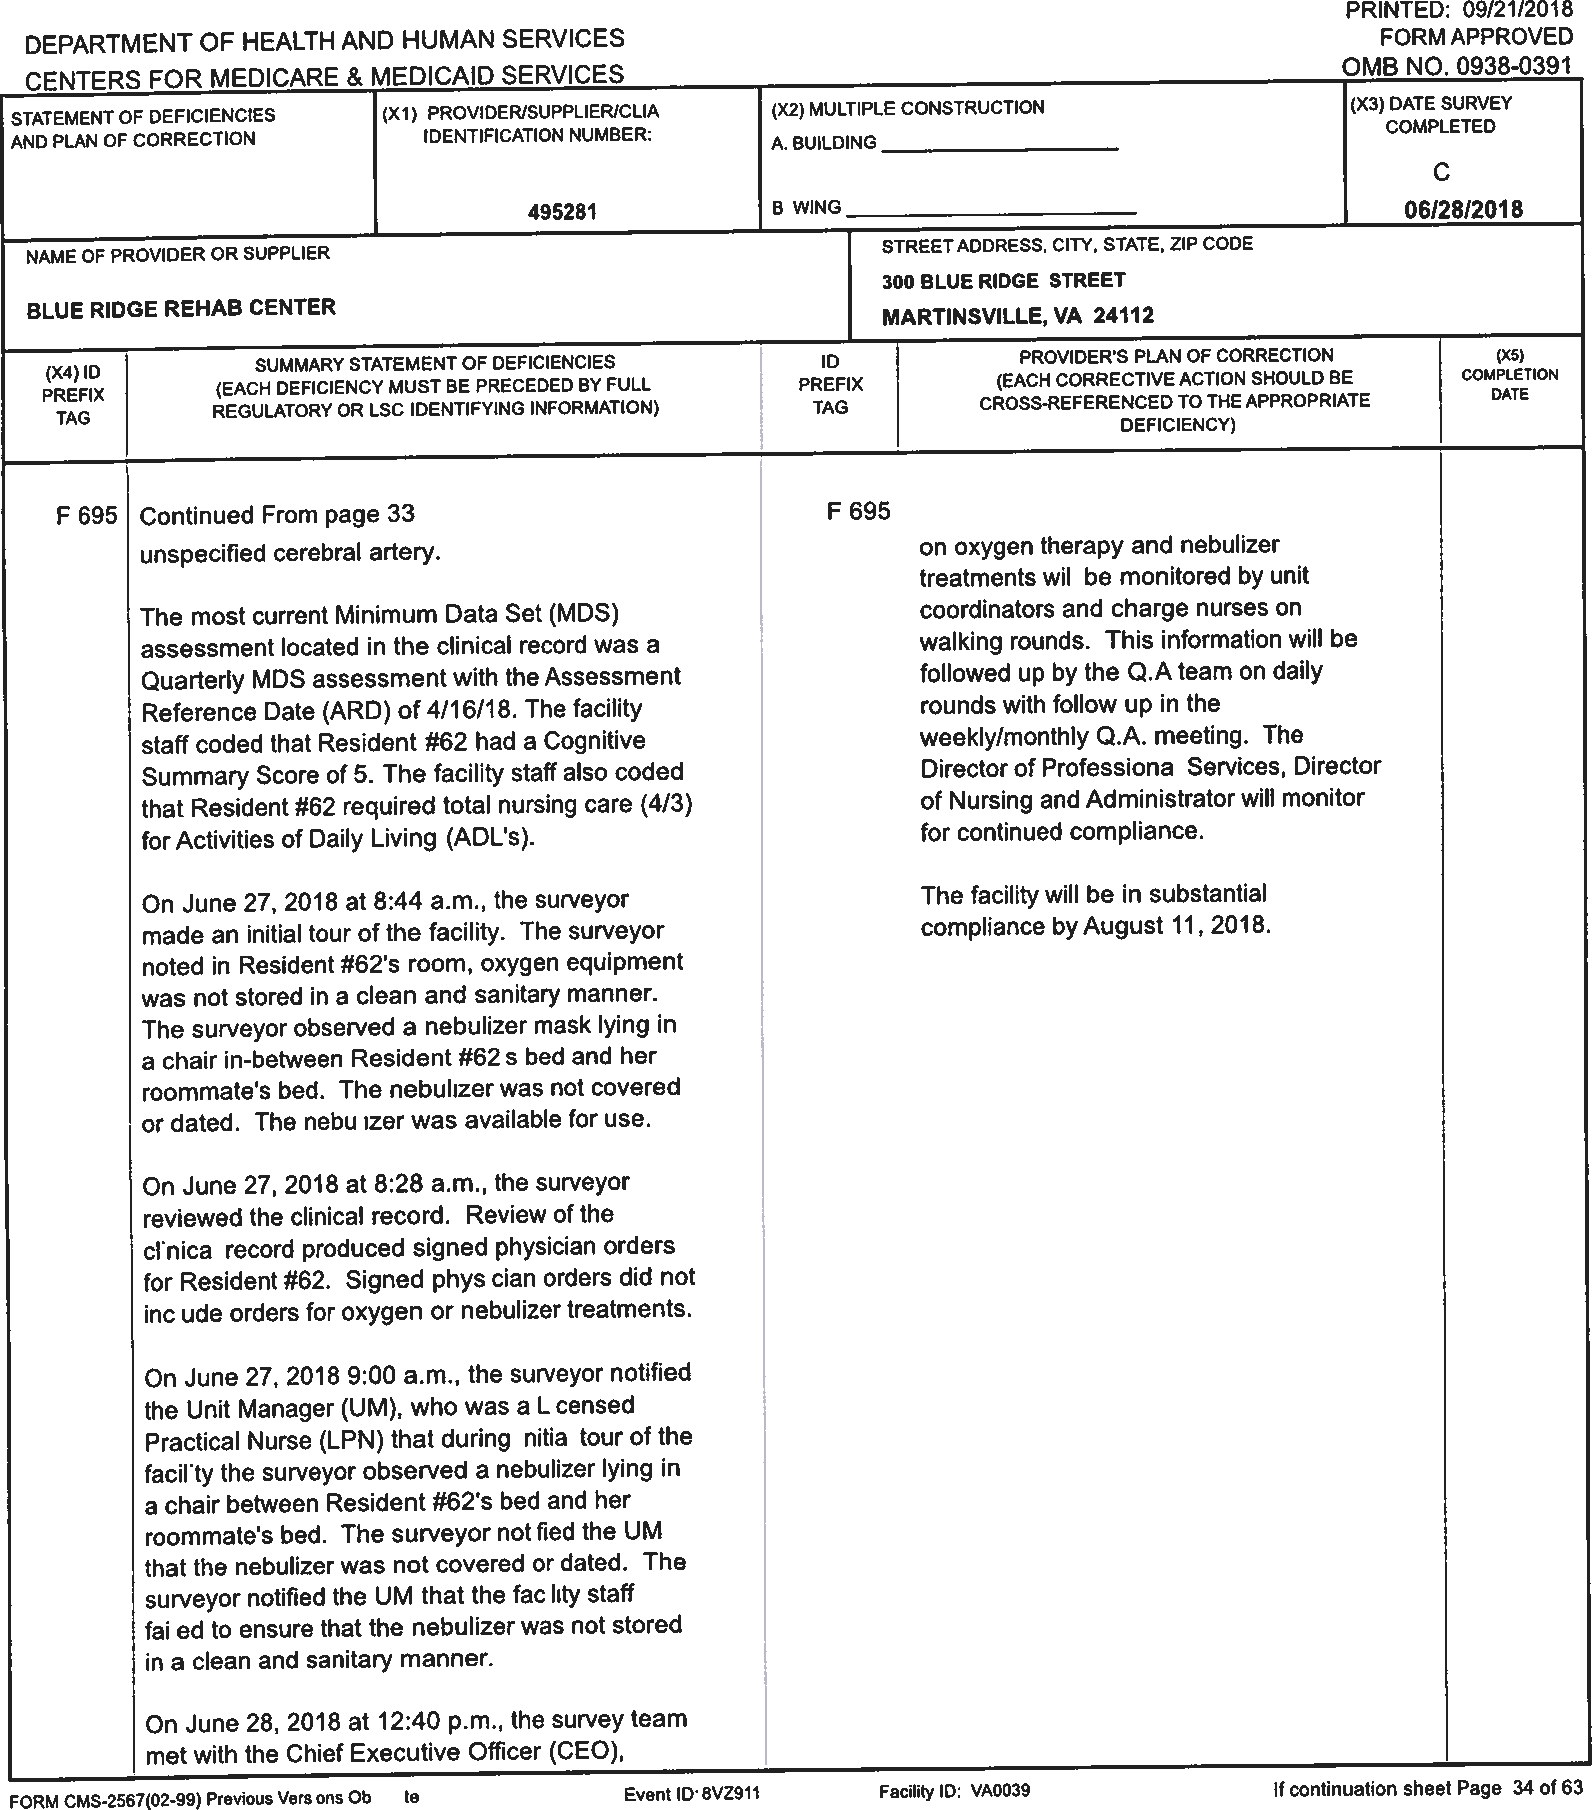 PRINTED: 09/21/2018
DEPARTMENT OF HEALTH AND HUMAN SERVICES
FORM APPROVED
CENTERS FOR MEDICARE & MEDICAID SERVICES
OMB NO. 0938-0391
STATEMENT OF DEFICIENCIES
AND PLAN OF CORRECTION
(X1) PROVIDER/SUPPLIER/CLIA
IDENTIFICATION NUMBER:
495281
(X2) MULTIPLE CONSTRUCTION
A. BUILDING
B WING
(X3) DATE SURVEY
COMPLETED
C
06/28/2018
NAME OF PROVIDER OR SUPPLIER
BLUE RIDGE REHAB CENTER
STREET ADDRESS, CITY, STATE, ZIP CODE
300 BLUE RIDGE STREET
MARTINSVILLE, VA 24112
(X4) ID
PREFIX
TAG
SUMMARY STATEMENT OF DEFICIENCIES
(EACH DEFICIENCY MUST BE PRECEDED BY FULL
REGULATORY OR LSC IDENTIFYING INFORMATION)
ID
PREFIX
TAG
PROVIDER'S PLAN OF CORRECTION
(EACH CORRECTIVE ACTION SHOULD BE
CROSS-REFERENCED TO THE APPROPRIATE
DEFICIENCY)
(X5)
COMPLETION
DATE
F 695
Continued From page 33
unspecified cerebral artery.
The most current Minimum Data Set (MDS)
assessment located in the clinical record was a
Quarterly MDS assessment with the Assessment
Reference Date (ARD) of 4/16/18. The facility
staff coded that Resident #62 had a Cognitive
Summary Score of 5. The facility staff also coded
that Resident #62 required total nursing care (4/3)
for Activities of Daily Living (ADL's).
On June 27, 2018 at 8:44 a.m., the surveyor
made an initial tour of the facility. The surveyor
noted in Resident #62's room, oxygen equipment
was not stored in a clean and sanitary manner.
The surveyor observed a nebulizer mask lying in
a chair in-between Resident #62 s bed and her
roommate's bed. The nebulizer was not covered
or dated. The nebu izer was available for use.
On June 27, 2018 at 8:28 a.m., the surveyor
reviewed the clinical record. Review of the
cl'nica record produced signed physician orders
for Resident #62. Signed phys cian orders did not
inc ude orders for oxygen or nebulizer treatments.
On June 27, 2018 9:00 a.m., the surveyor notified
the Unit Manager (UM), who was a L censed
Practical Nurse (LPN) that during nitia tour of the
facil'ty the surveyor observed a nebulizer lying in
a chair between Resident #62's bed and her
roommate's bed. The surveyor not fied the UM
that the nebulizer was not covered or dated. The
surveyor notified the UM that the fac lity staff
fai ed to ensure that the nebulizer was not stored
in a clean and sanitary manner.
On June 28, 2018 at 12:40 p.m., the survey team
met with the Chief Executive Officer (CEO),
F 695
on oxygen therapy and nebulizer
treatments wil be monitored by unit
coordinators and charge nurses on
walking rounds. This information will be
followed up by the Q.A team on daily
rounds with follow up in the
weekly/monthly Q.A. meeting. The
Director of Professiona Services, Director
of Nursing and Administrator will monitor
for continued compliance.
The facility will be in substantial
compliance by August 11, 2018.
FORM CMS-2567(02-99) Previous Vers ons Ob te
Event ID: 8VZ911
Facility ID: VA0039
If continuation sheet Page 34 of 63